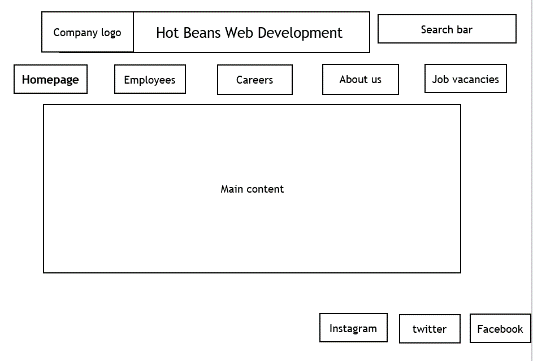 Company logo
Hot Beans Web Development
Search bar
Homepage
Employees
Careers
About us
Job vacancies
Main content
Instagram
twitter
Facebook